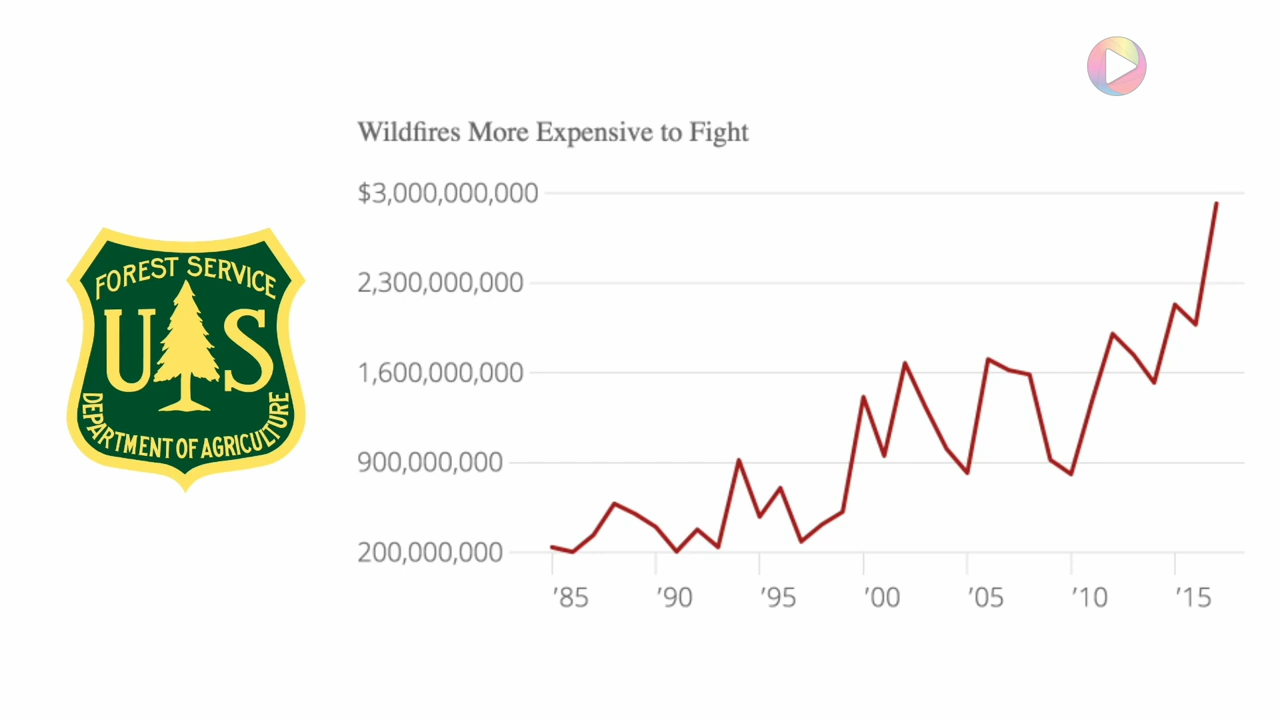 Wildfires More Expensive to Fight
$3,000,000,000
2,300,000,000
1,600,000,000
900,000,000
200,000,000
’85 ’90 ’95 ’00 ’05 ’10 ’15
FOREST SERVICE
U S
DEPARTMENT OF AGRICULTURE